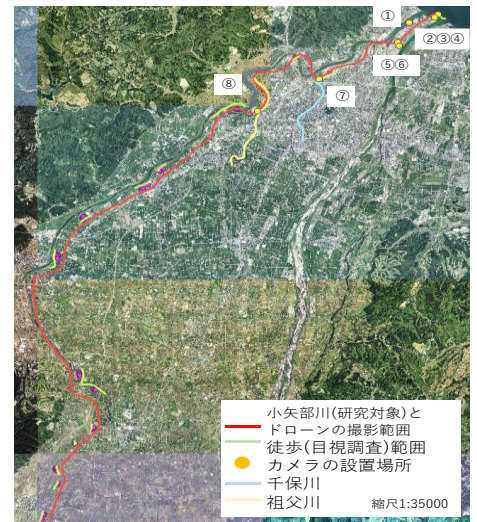 ①
②③④
⑤⑥
⑧
⑦
小矢部川(研究対象)と
ドローンの撮影範囲
徒歩(目視調査)範囲
カメラの設置場所
千保川
祖父川
縮尺1:35000